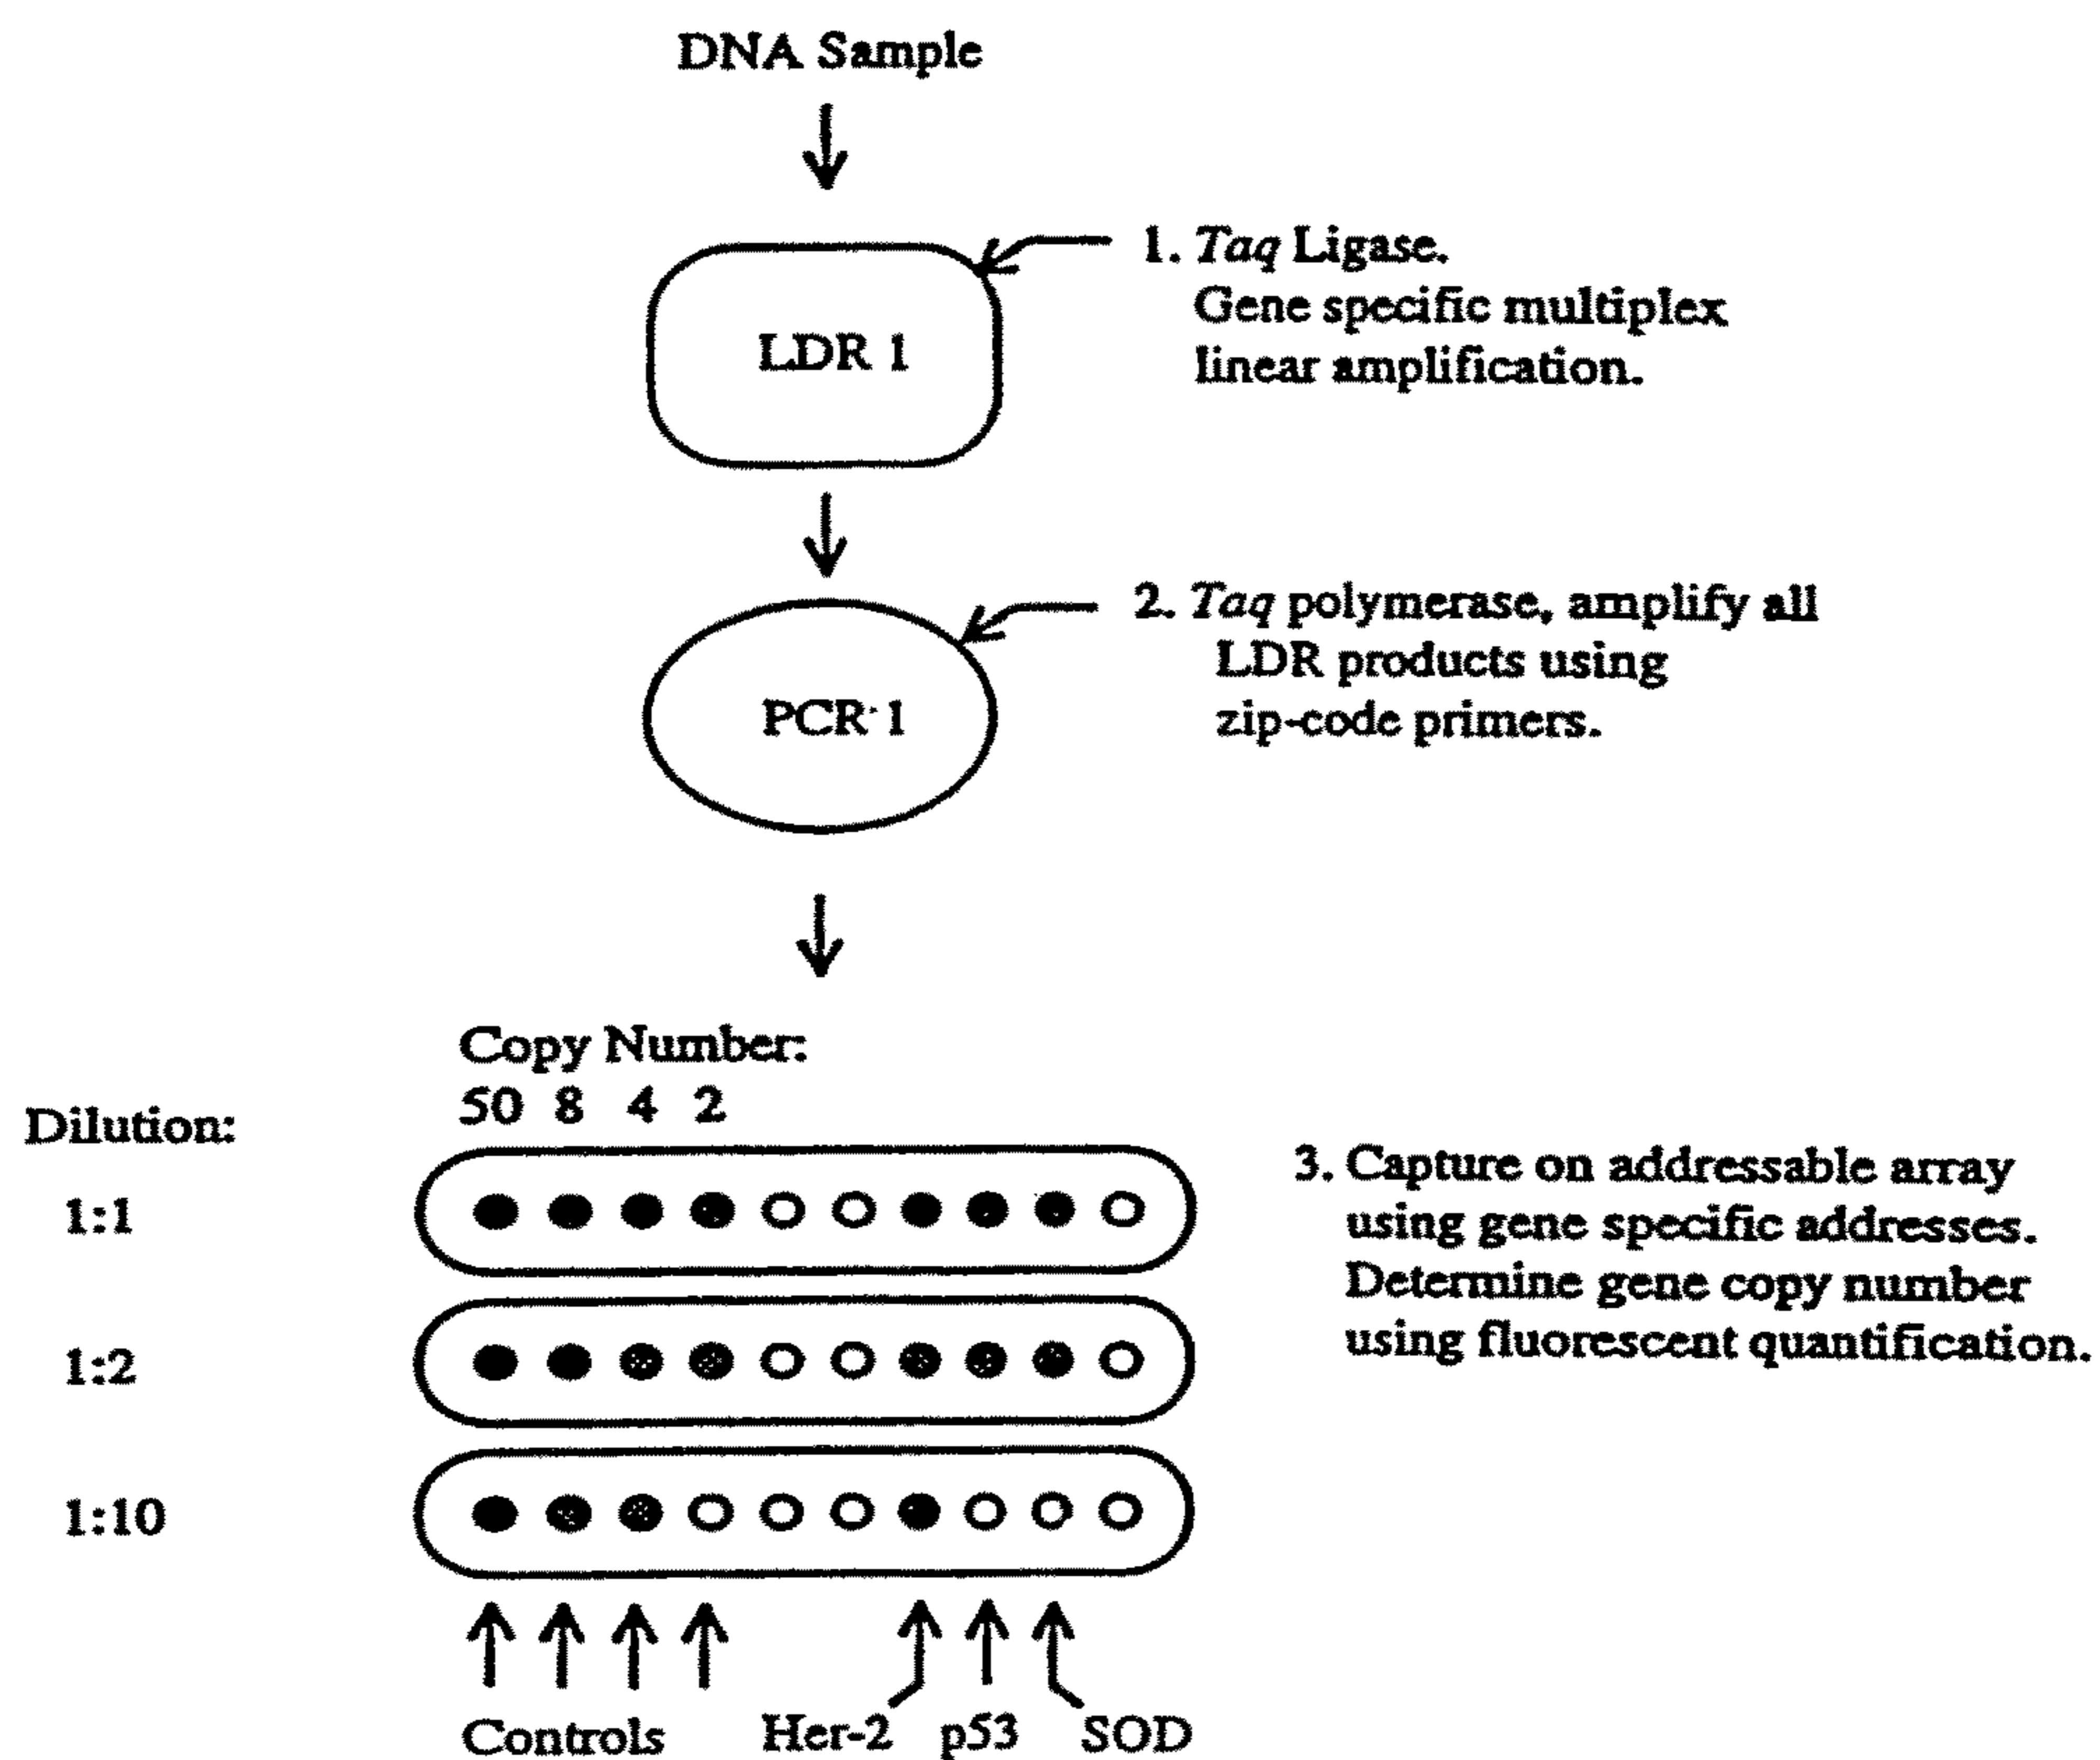 DNA Sample
1. Taq Ligase.
Gene specific multiplex
linear amplification.
LDR 1
2. Taq polymerase, amplify all
LDR products using
zip-code primers.
PCR 1
Copy Number:
50 8 4 2
Dilution:
1:1
1:2
1:10
3. Capture on addressable array
using gene specific addresses.
Determine gene copy number
using fluorescent quantification.
Controls Her-2 p53 SOD